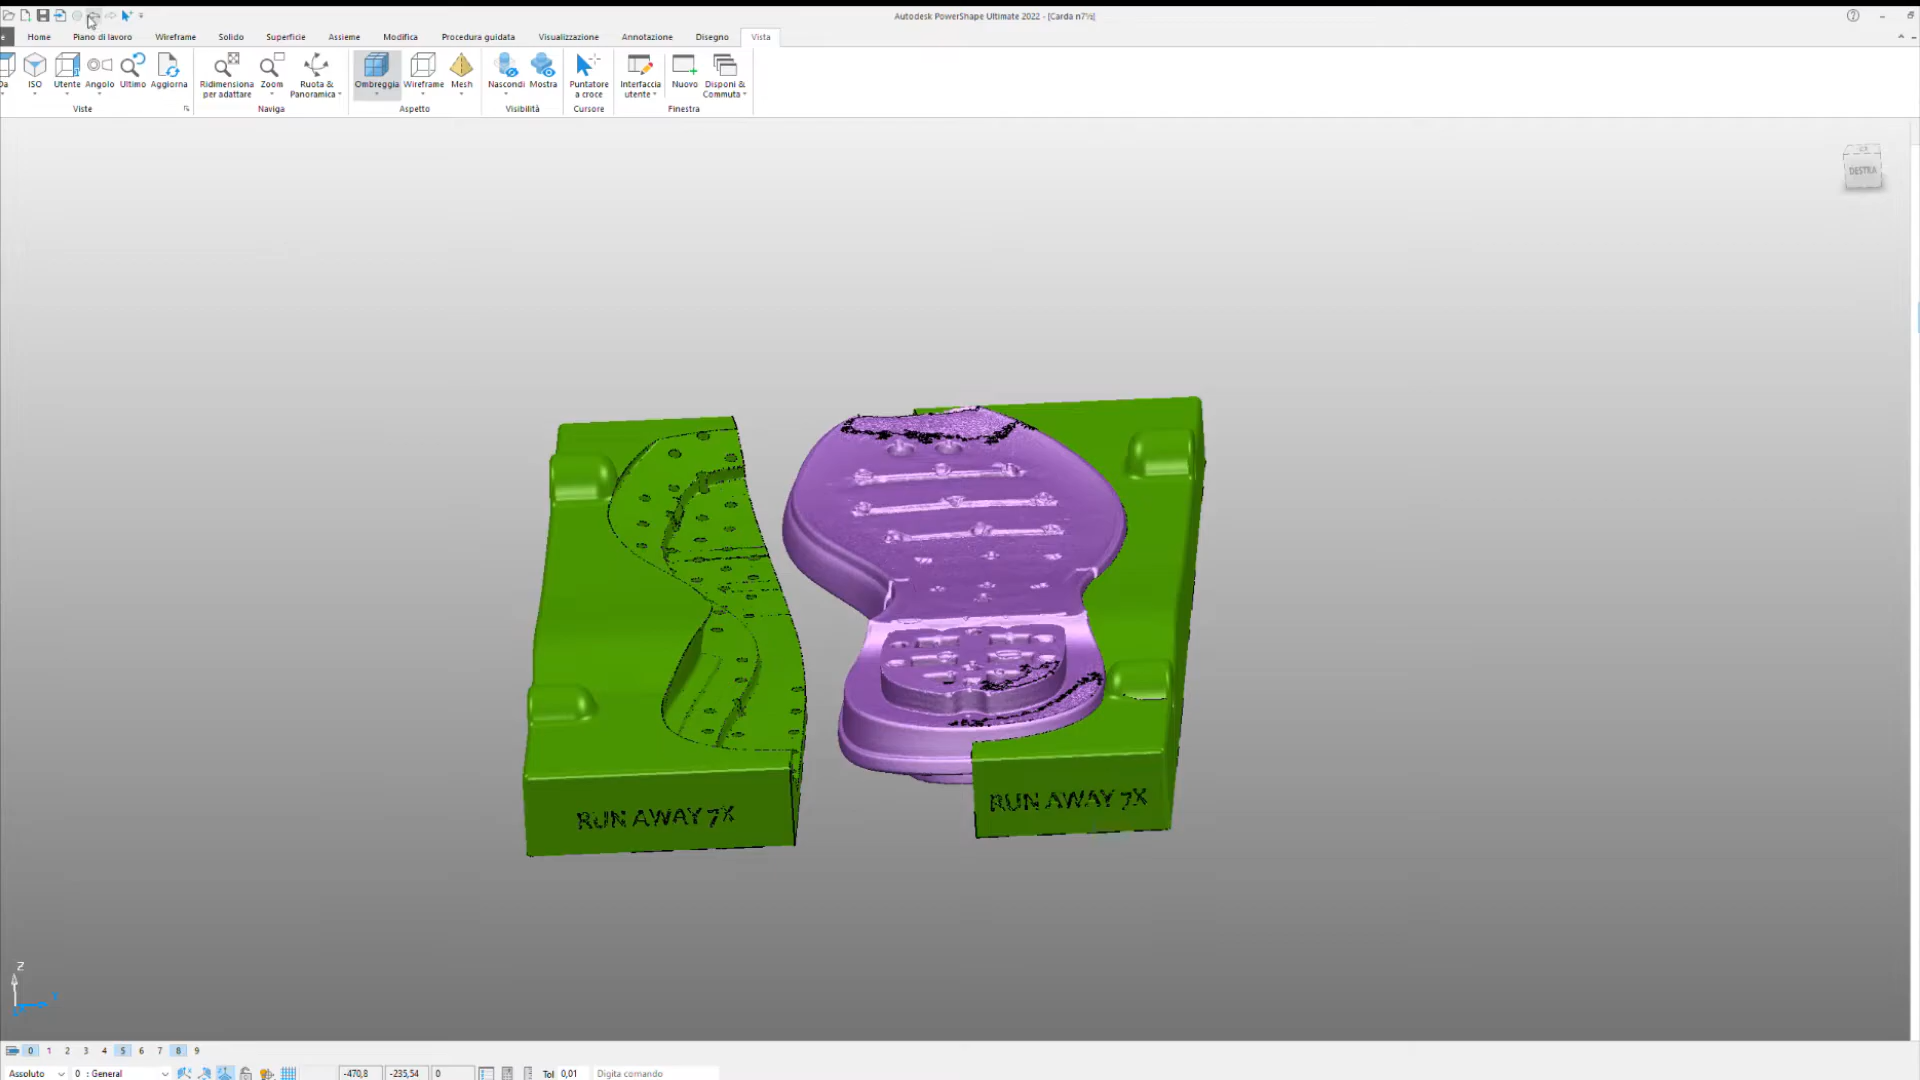 Autodesk PowerShape Ultimate 2022 - [Carda n7½]
Home Piano di lavoro Wireframe Solido Superficie Assieme Modifica Procedura guidata Visualizzazione Annotazione Disegno Vista
Da ISO Utente Angolo Ultimo Aggiorna Ridimensiona per adattare Zoom Ruota & Panoramica Ombreggia Wireframe Mesh Nascondi Mostra Puntatore a croce Interfaccia utente Nuovo Disponi & Commuta
Viste Naviga Aspetto Visibilità Cursore Finestra
DESTRA
RUN AWAY 7X
RUN AWAY 7X
Z
Y
0 1 2 3 4 5 6 7 8 9
Assoluto 0 : General -470,8 -235,54 0 Tol 0,01 Digita comando